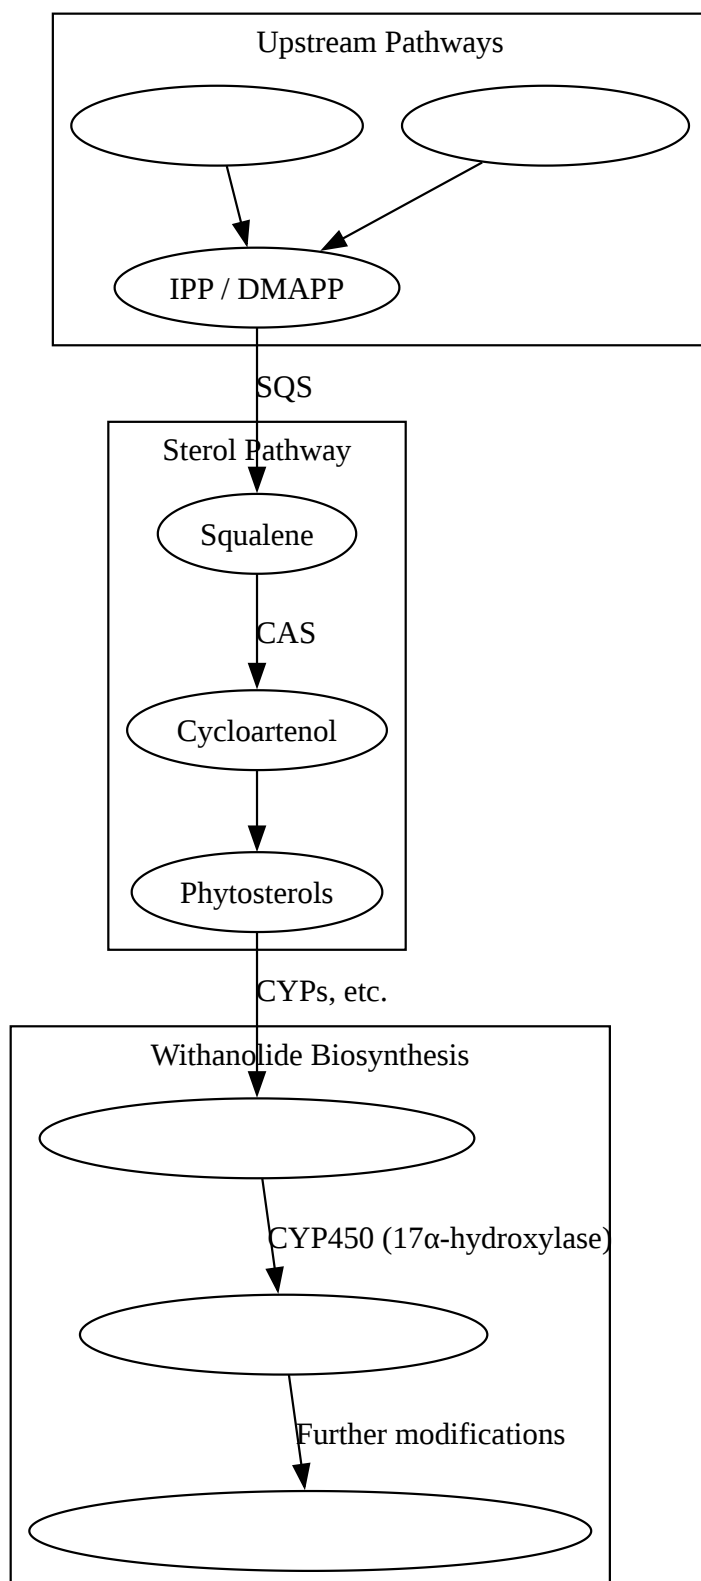 Upstream Pathways
IPP / DMAPP
SQS
Sterol Pathway
Squalene
CAS
Cycloartenol
Phytosterols
CYPs, etc.
Withanolide Biosynthesis
CYP450 (17α-hydroxylase)
Further modifications